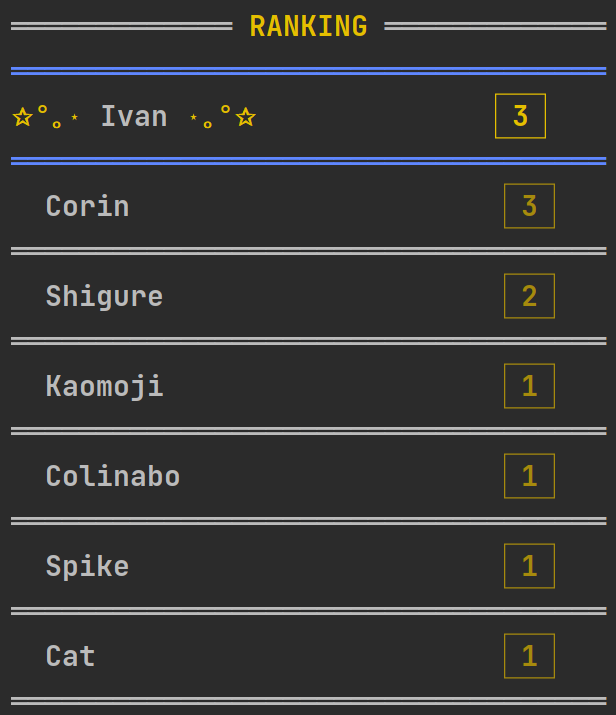 RANKING
☆°。⋆ Ivan ⋆。°☆ 3
Corin 3
Shigure 2
Kaomoji 1
Colinabo 1
Spike 1
Cat 1